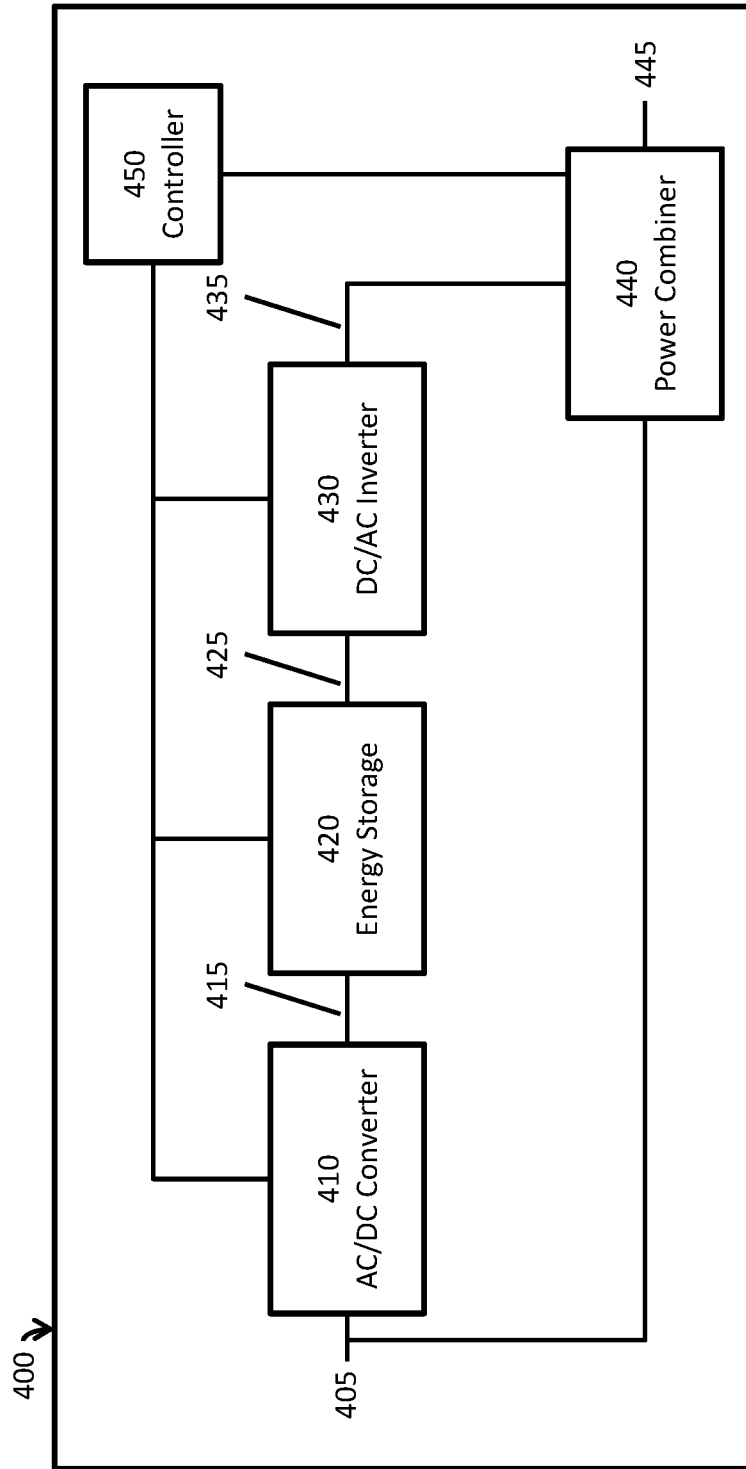 400
450
Controller
405
410
AC/DC Converter
415
420
Energy Storage
425
430
DC/AC Inverter
435
440
Power Combiner
445